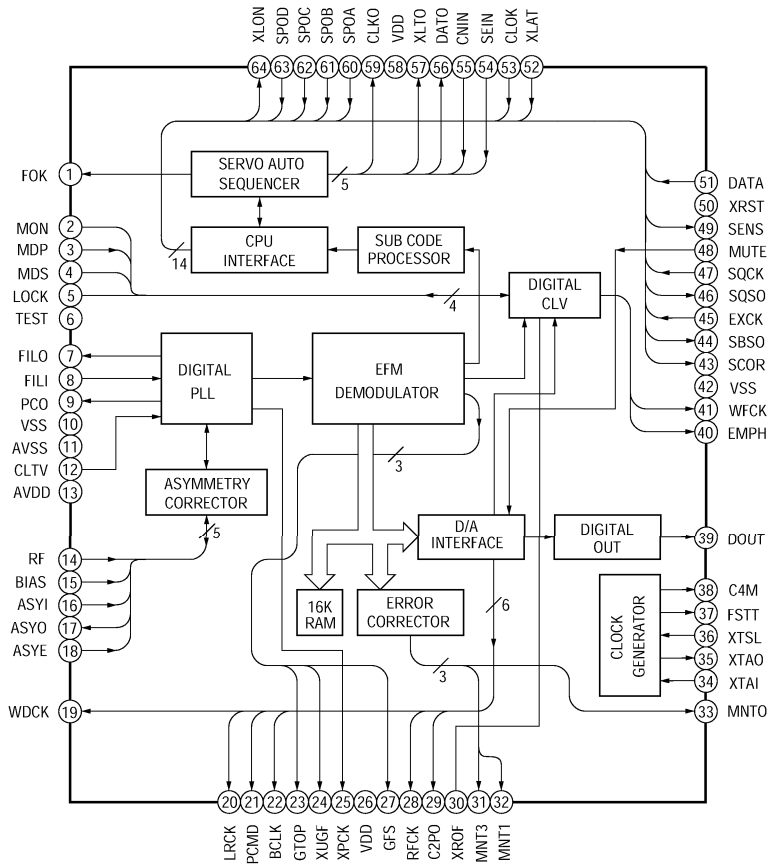 XLON
SPOD
SPOC
SPOB
SPOA
CLKO
VDD
XLTO
DATO
CNIN
SEIN
CLOK
XLAT
64 63 62 61 60 59 58 57 56 55 54 53 52
FOK 1
MON 2
MDP 3
MDS 4
LOCK 5
TEST 6
FILO 7
FILI 8
PCO 9
VSS 10
AVSS 11
CLTV 12
AVDD 13
RF 14
BIAS 15
ASYI 16
ASYO 17
ASYE 18
WDCK 19
SERVO AUTO
SEQUENCER
5
CPU
INTERFACE
14
SUB CODE
PROCESSOR
DIGITAL
CLV
4
DIGITAL
PLL
EFM
DEMODULATOR
3
ASYMMETRY
CORRECTOR
5
D/A
INTERFACE
DIGITAL
OUT
16K
RAM
ERROR
CORRECTOR
6
3
CLOCK
GENERATOR
51 DATA
50 XRST
49 SENS
48 MUTE
47 SQCK
46 SQSO
45 EXCK
44 SBSO
43 SCOR
42 VSS
41 WFCK
40 EMPH
39 DOUT
38 C4M
37 FSTT
36 XTSL
35 XTAO
34 XTAI
33 MNTO
20 21 22 23 24 25 26 27 28 29 30 31 32
LRCK
PCMD
BCLK
GTOP
XUGF
XPCK
VDD
GFS
RFCK
C2PO
XROF
MNT3
MNT1